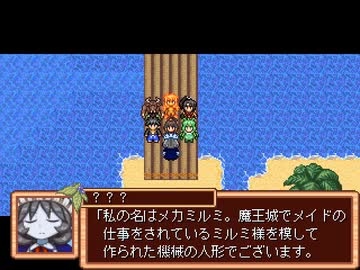 ？？？
「私の名はメカミルミ。魔王城でメイドの
仕事をされているミルミ様を模して
作られた機械の人形でございます。